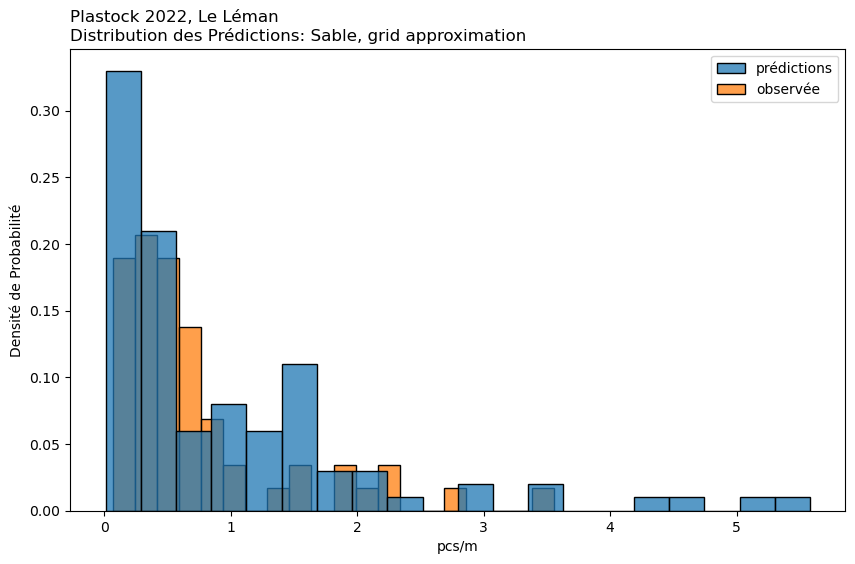 Plastock 2022, Le Léman
Distribution des Prédictions: Sable, grid approximation
prédictions
observée
Densité de Probabilité
0.30
0.25
0.20
0.15
0.10
0.05
0.00
0 1 2 3 4 5
pcs/m